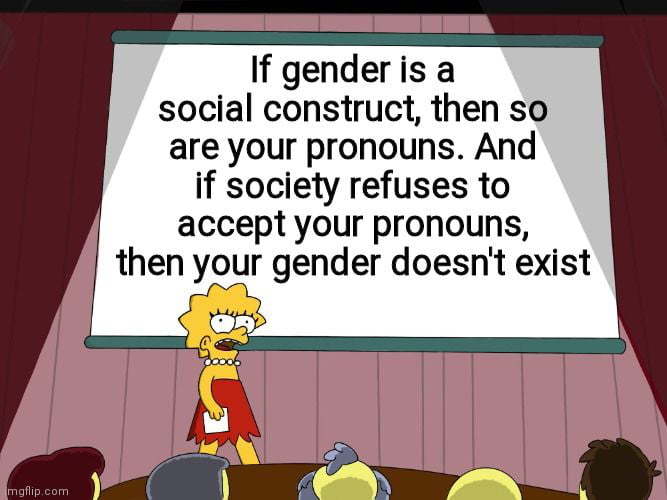 If gender is a
social construct, then so
are your pronouns. And
if society refuses to
accept your pronouns,
then your gender doesn't exist
imgflip.com